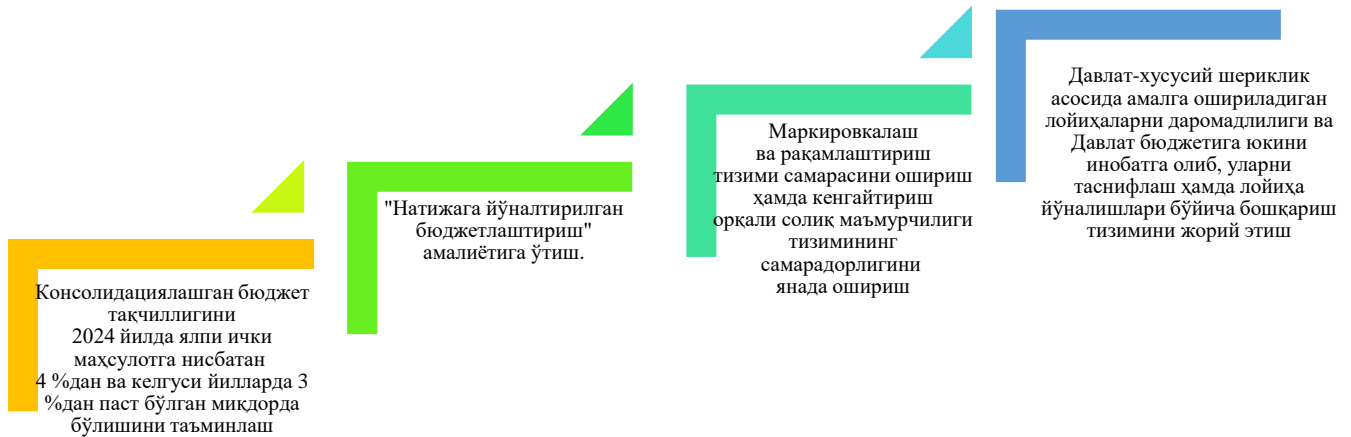 Консолидациялашган бюджет
тақчиллигини
2024 йилда ялпи ички
маҳсулотга нисбатан
4 %дан ва келгуси йилларда 3
%дан паст бўлган миқдорда
бўлишини таъминлаш
"Натижага йўналтирилган
бюджетлаштириш"
амалиётига ўтиш.
Маркировкалаш
ва рақамлаштириш
тизими самарасини ошириш
ҳамда кенгайтириш
орқали солиқ маъмурчилиги
тизимининг
самарадорлигини
янада ошириш
Давлат-хусусий шериклик
асосида амалга ошириладиган
лойиҳаларни даромадлилиги ва
Давлат бюджетига юкини
инобатга олиб, уларни
таснифлаш ҳамда лойиҳа
йўналишлари бўйича бошқариш
тизимини жорий этиш